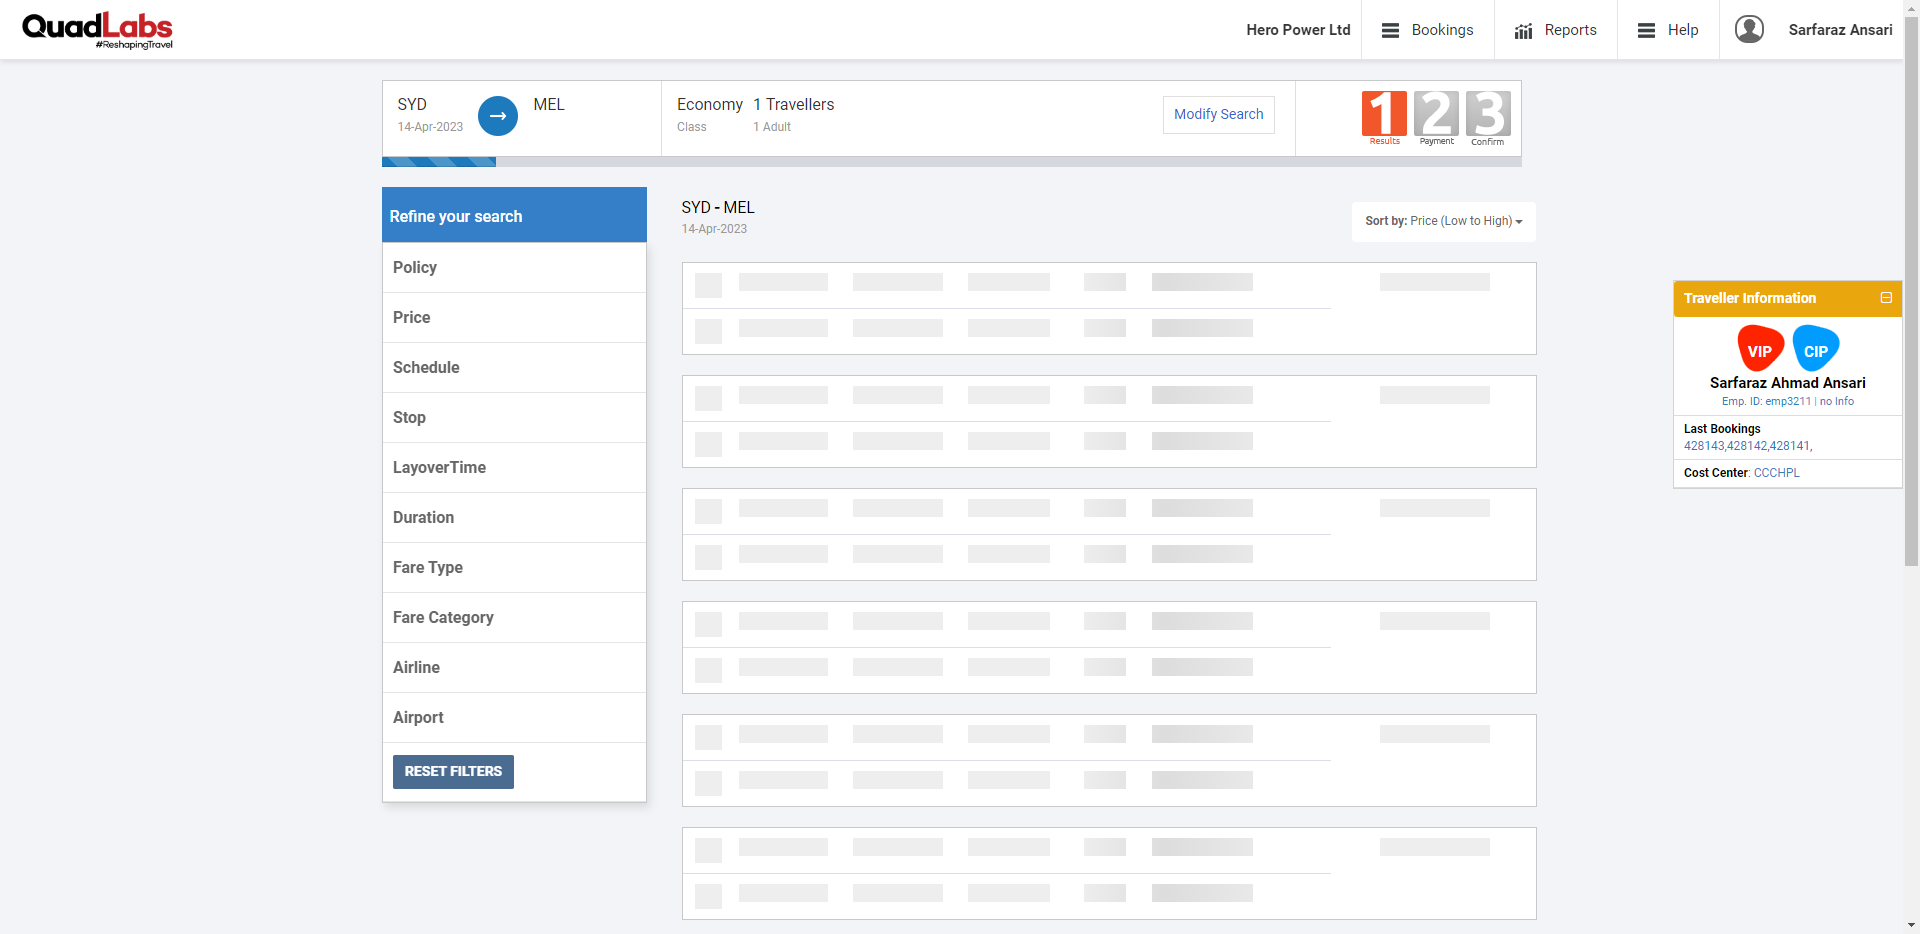 QuadLabs
#ReshapingTravel
Hero Power Ltd
Bookings
Reports
Help
Sarfaraz Ansari
SYD
14-Apr-2023
MEL
Economy
Class
1 Travellers
1 Adult
Modify Search
1
Results
2
Payment
3
Confirm
Refine your search
Policy
Price
Schedule
Stop
LayoverTime
Duration
Fare Type
Fare Category
Airline
Airport
RESET FILTERS
SYD - MEL
14-Apr-2023
Sort by: Price (Low to High)
Traveller Information
VIP
CIP
Sarfaraz Ahmad Ansari
Emp. ID: emp3211 | no Info
Last Bookings
428143,428142,428141,
Cost Center: CCCHPL